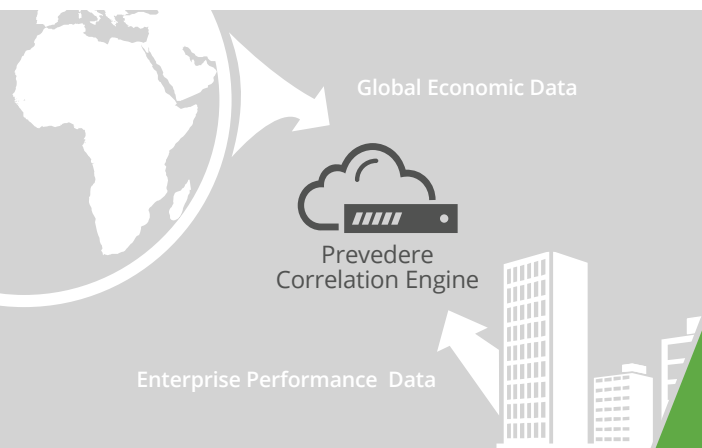 Global Economic Data
Prevedere
Correlation Engine
Enterprise Performance  Data